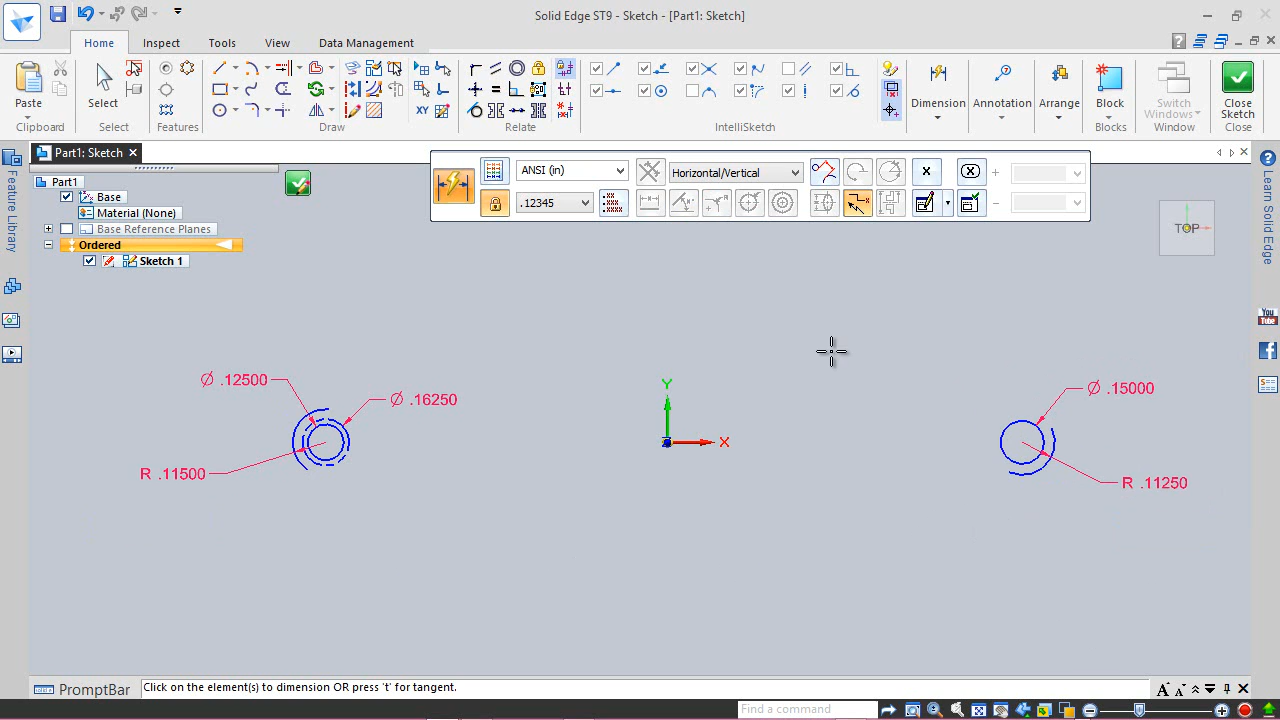 Solid Edge ST9 - Sketch - [Part1: Sketch]
Home Inspect Tools View Data Management
Paste
Select
Dimension Annotation Arrange Block Switch Windows Close Sketch
Clipboard Select Features Draw Relate IntelliSketch Blocks Window Close
Part1: Sketch
Part1
Base
Material (None)
Base Reference Planes
Ordered
Sketch 1
ANSI (in)
Horizontal/Vertical
.12345
Feature Library
Learn Solid Edge
You Tube
TOP
Ø .12500
Ø .16250
R .11500
Y
X
Ø .15000
R .11250
PromptBar
Click on the element(s) to dimension OR press 't' for tangent.
Find a command